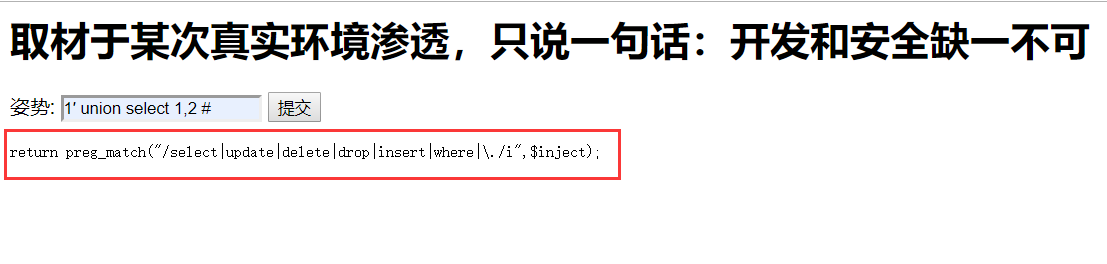 取材于某次真实环境渗透，只说一句话：开发和安全缺一不可
姿势: 1' union select 1,2 # 提交
return preg_match("/select|update|delete|drop|insert|where|\./i",$inject);